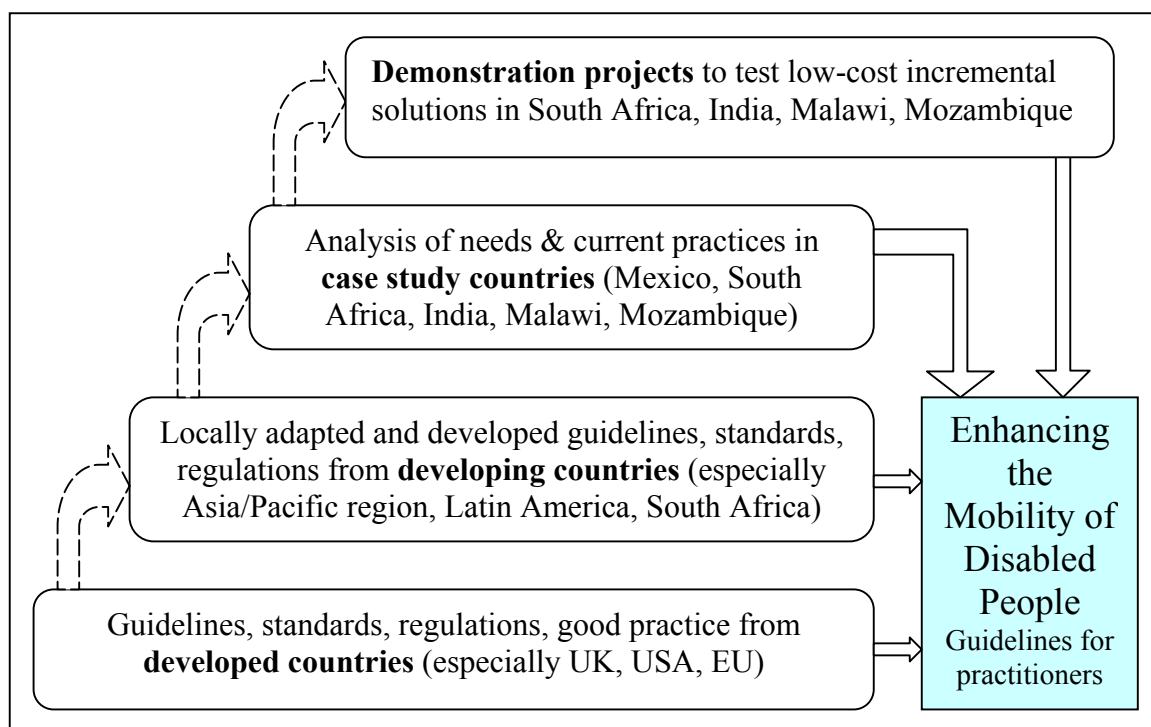 Demonstration projects to test low-cost incremental
solutions in South Africa, India, Malawi, Mozambique
Analysis of needs & current practices in
case study countries (Mexico, South
Africa, India, Malawi, Mozambique)
Locally adapted and developed guidelines, standards,
regulations from developing countries (especially
Asia/Pacific region, Latin America, South Africa)
Guidelines, standards, regulations, good practice from
developed countries (especially UK, USA, EU)
Enhancing
the
Mobility of
Disabled
People
Guidelines for
practitioners